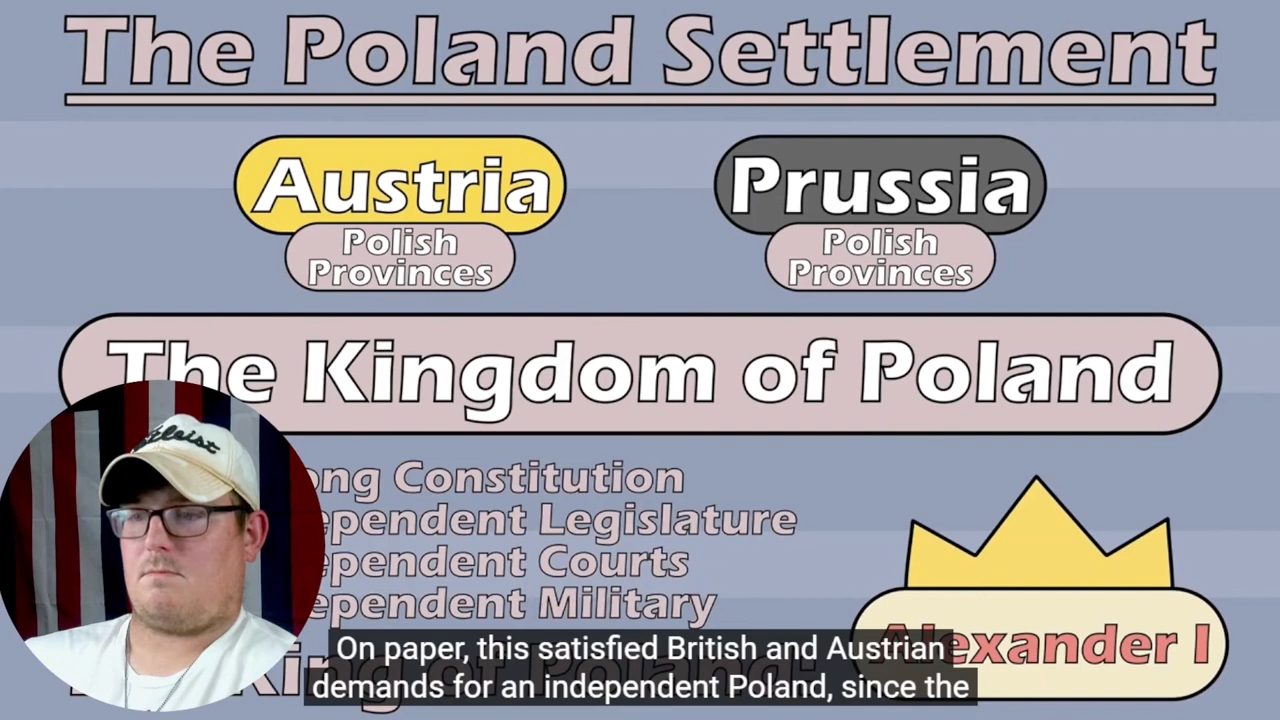 The Poland Settlement
Austria
Prussia
Polish
Provinces
Polish
Provinces
The Kingdom of Poland
Constitution
Legislature
Courts
Military
Alexander I
On paper, this satisfied British and Austrian
demands for an independent Poland, since the